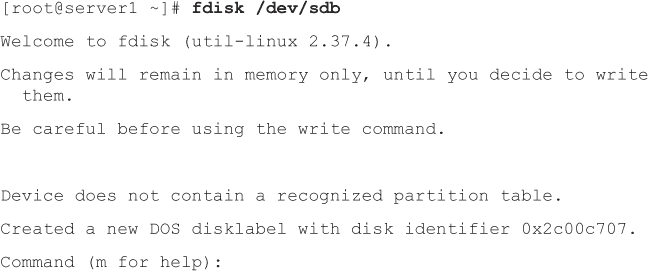 [root@server1 ~]# fdisk /dev/sdb
Welcome to fdisk (util-linux 2.37.4).
Changes will remain in memory only, until you decide to write
them.
Be careful before using the write command.
Device does not contain a recognized partition table.
Created a new DOS disklabel with disk identifier 0x2c00c707.
Command (m for help):